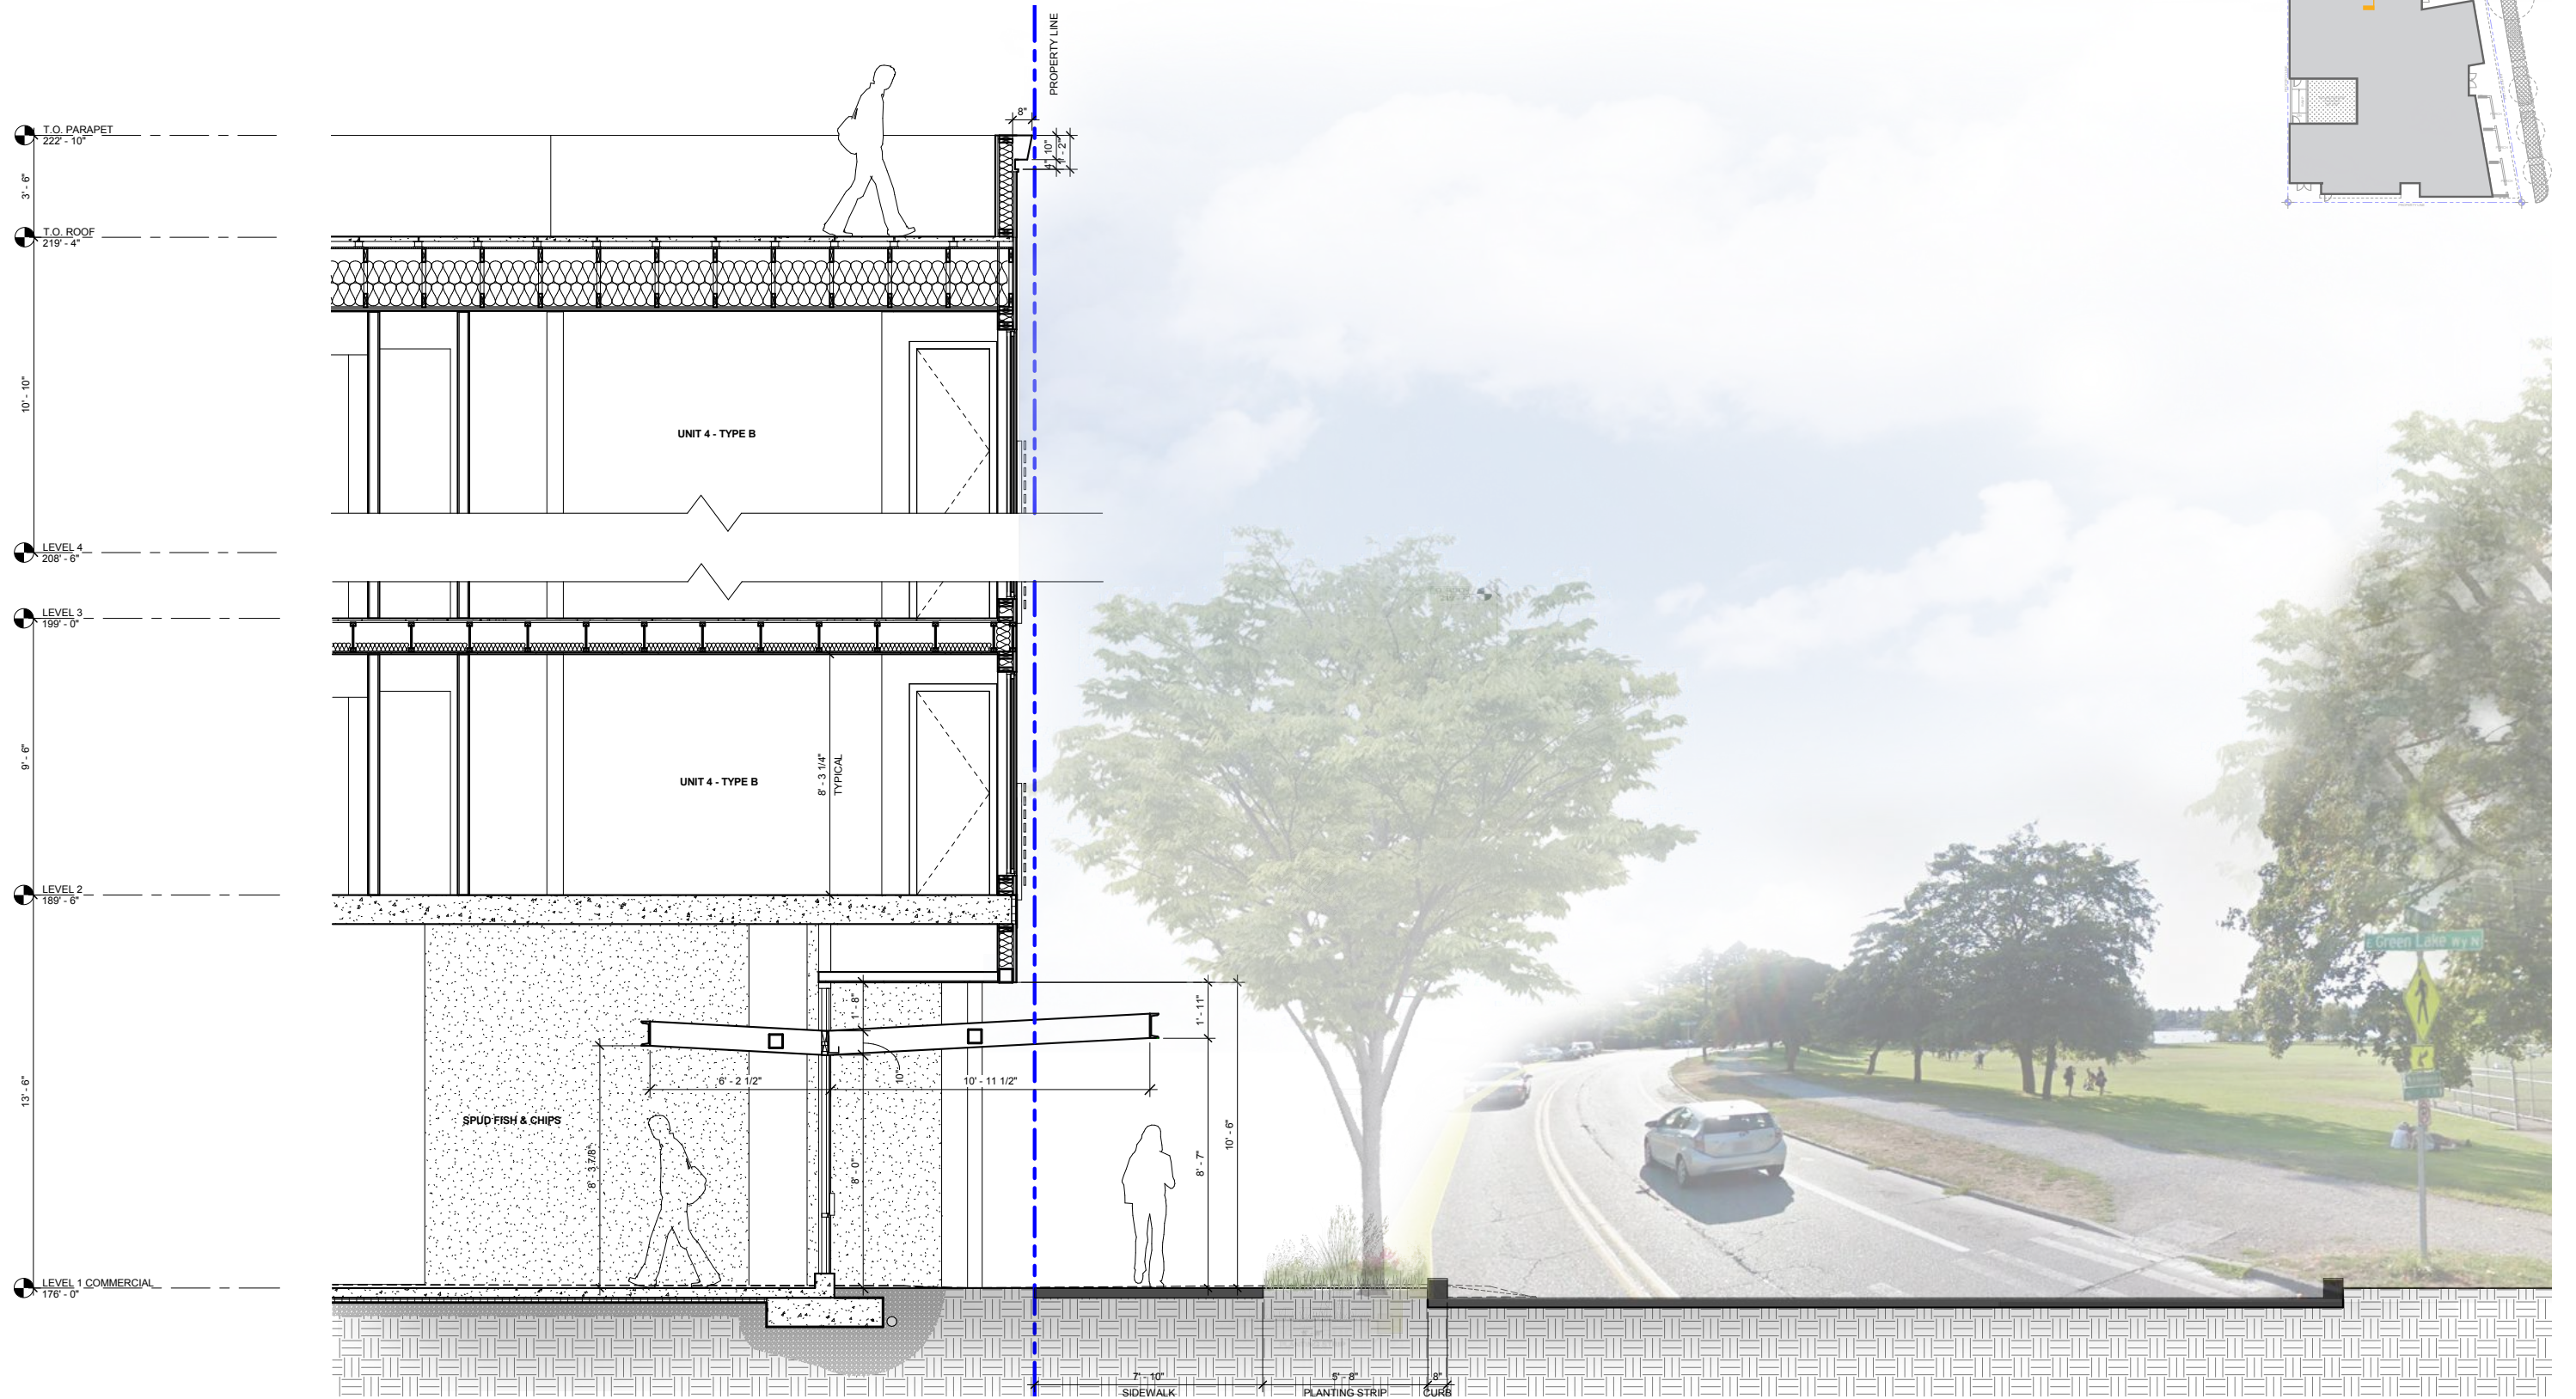 PROPERTY LINE
8"
T.O. PARAPET
222' - 10"
10"
4"
1' - 2"
3' - 6"
T.O. ROOF
219' - 4"
10' - 10"
UNIT 4 - TYPE B
LEVEL 4
208' - 6"
LEVEL 3
199' - 0"
9' - 6"
UNIT 4 - TYPE B
8' - 3 1/4"
TYPICAL
LEVEL 2
189' - 6"
E Green Lake Wy N
1' - 8"
1' - 11"
10"
6' - 2 1/2"
10' - 11 1/2"
13' - 6"
SPUD FISH & CHIPS
8' - 3 7/8"
8' - 0"
8' - 7"
10' - 6"
LEVEL 1 COMMERCIAL
176' - 0"
7' - 10"
SIDEWALK
5' - 8"
PLANTING STRIP
8"
CURB